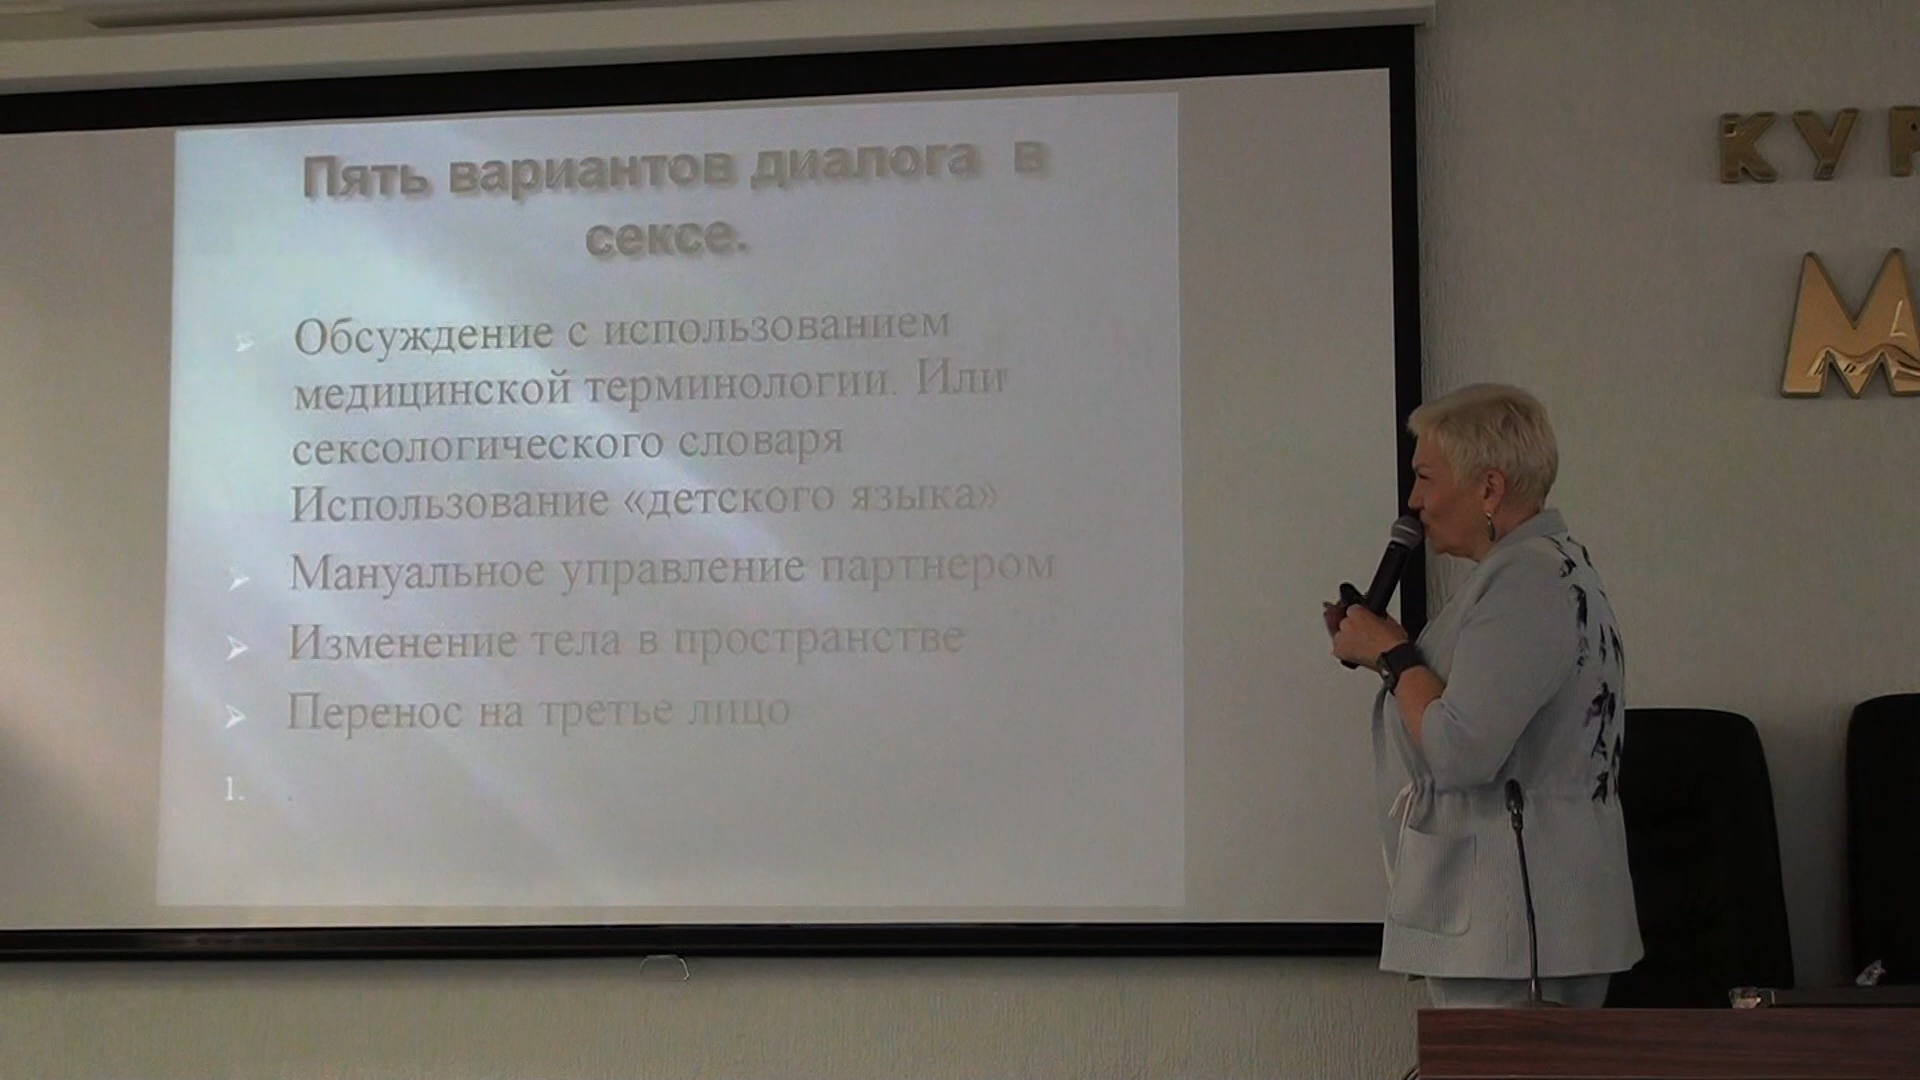 Пять вариантов диалога в
сексе.
Обсуждение с использованием
медицинской терминологии. Или
сексологического словаря
Использование «детского языка»
Мануальное управление партнером
Изменение тела в пространстве
Перенос на третье лицо
1. .
КУР
М